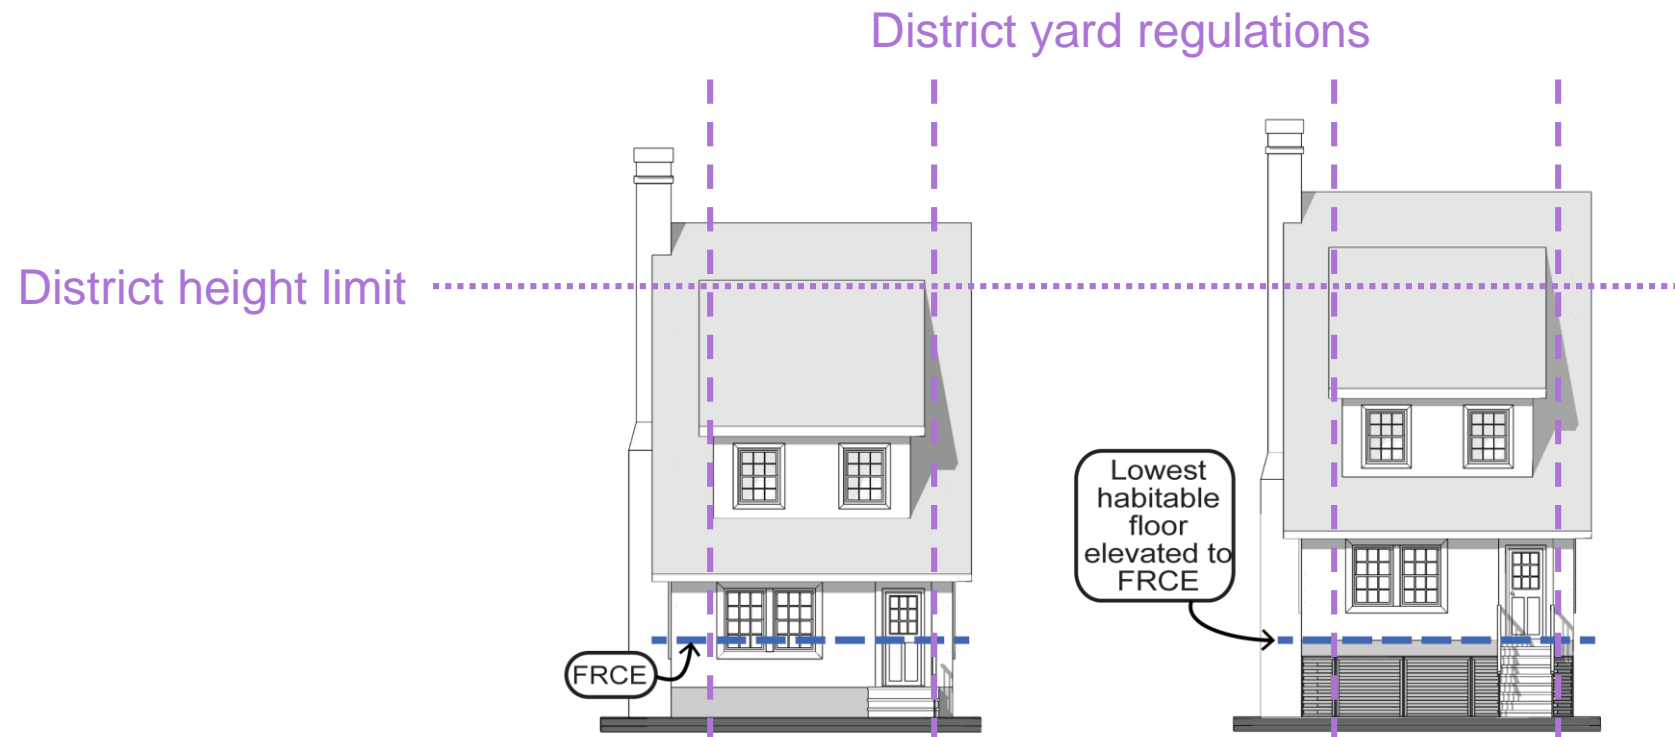 District yard regulations
District height limit
Lowest
habitable
floor
elevated to
FRCE
FRCE